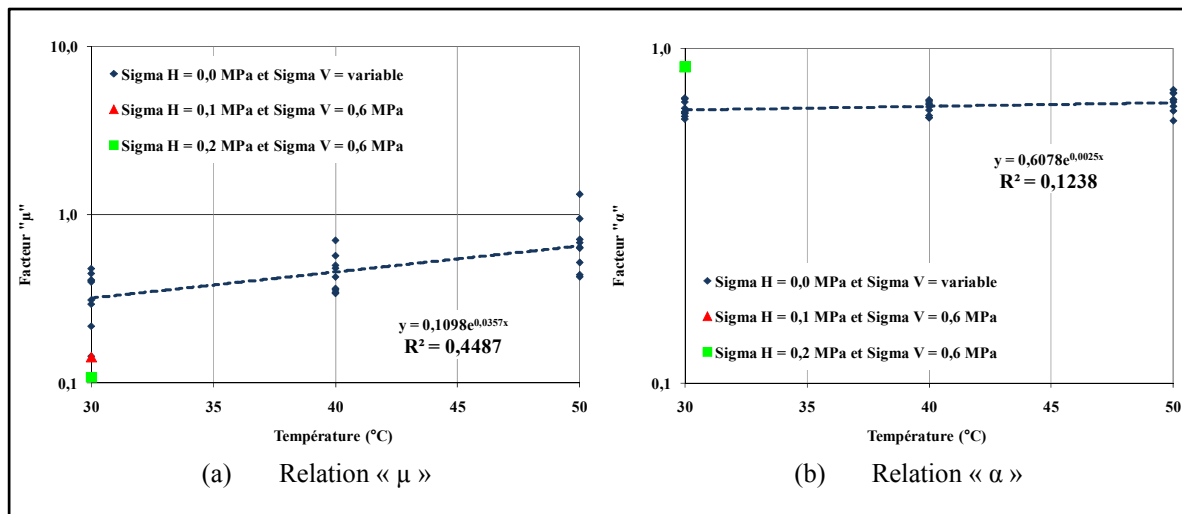 10,0
1,0
0,1
Facteur "µ"
Sigma H = 0,0 MPa et Sigma V = variable
Sigma H = 0,1 MPa et Sigma V = 0,6 MPa
Sigma H = 0,2 MPa et Sigma V = 0,6 MPa
y = 0,1098e^0,0357x
R² = 0,4487
30 35 40 45 50
Température (°C)
(a) Relation « µ »
1,0
0,1
Facteur "α"
y = 0,6078e^0,0025x
R² = 0,1238
Sigma H = 0,0 MPa et Sigma V = variable
Sigma H = 0,1 MPa et Sigma V = 0,6 MPa
Sigma H = 0,2 MPa et Sigma V = 0,6 MPa
30 35 40 45 50
Température (°C)
(b) Relation « α »